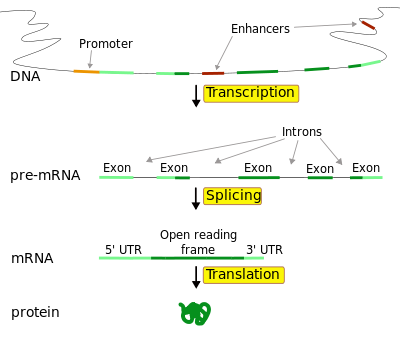 Enhancers
Promoter
DNA
Transcription
Introns
Exon Exon Exon Exon Exon
pre-mRNA
Splicing
Open reading
frame
5' UTR 3' UTR
mRNA
Translation
protein